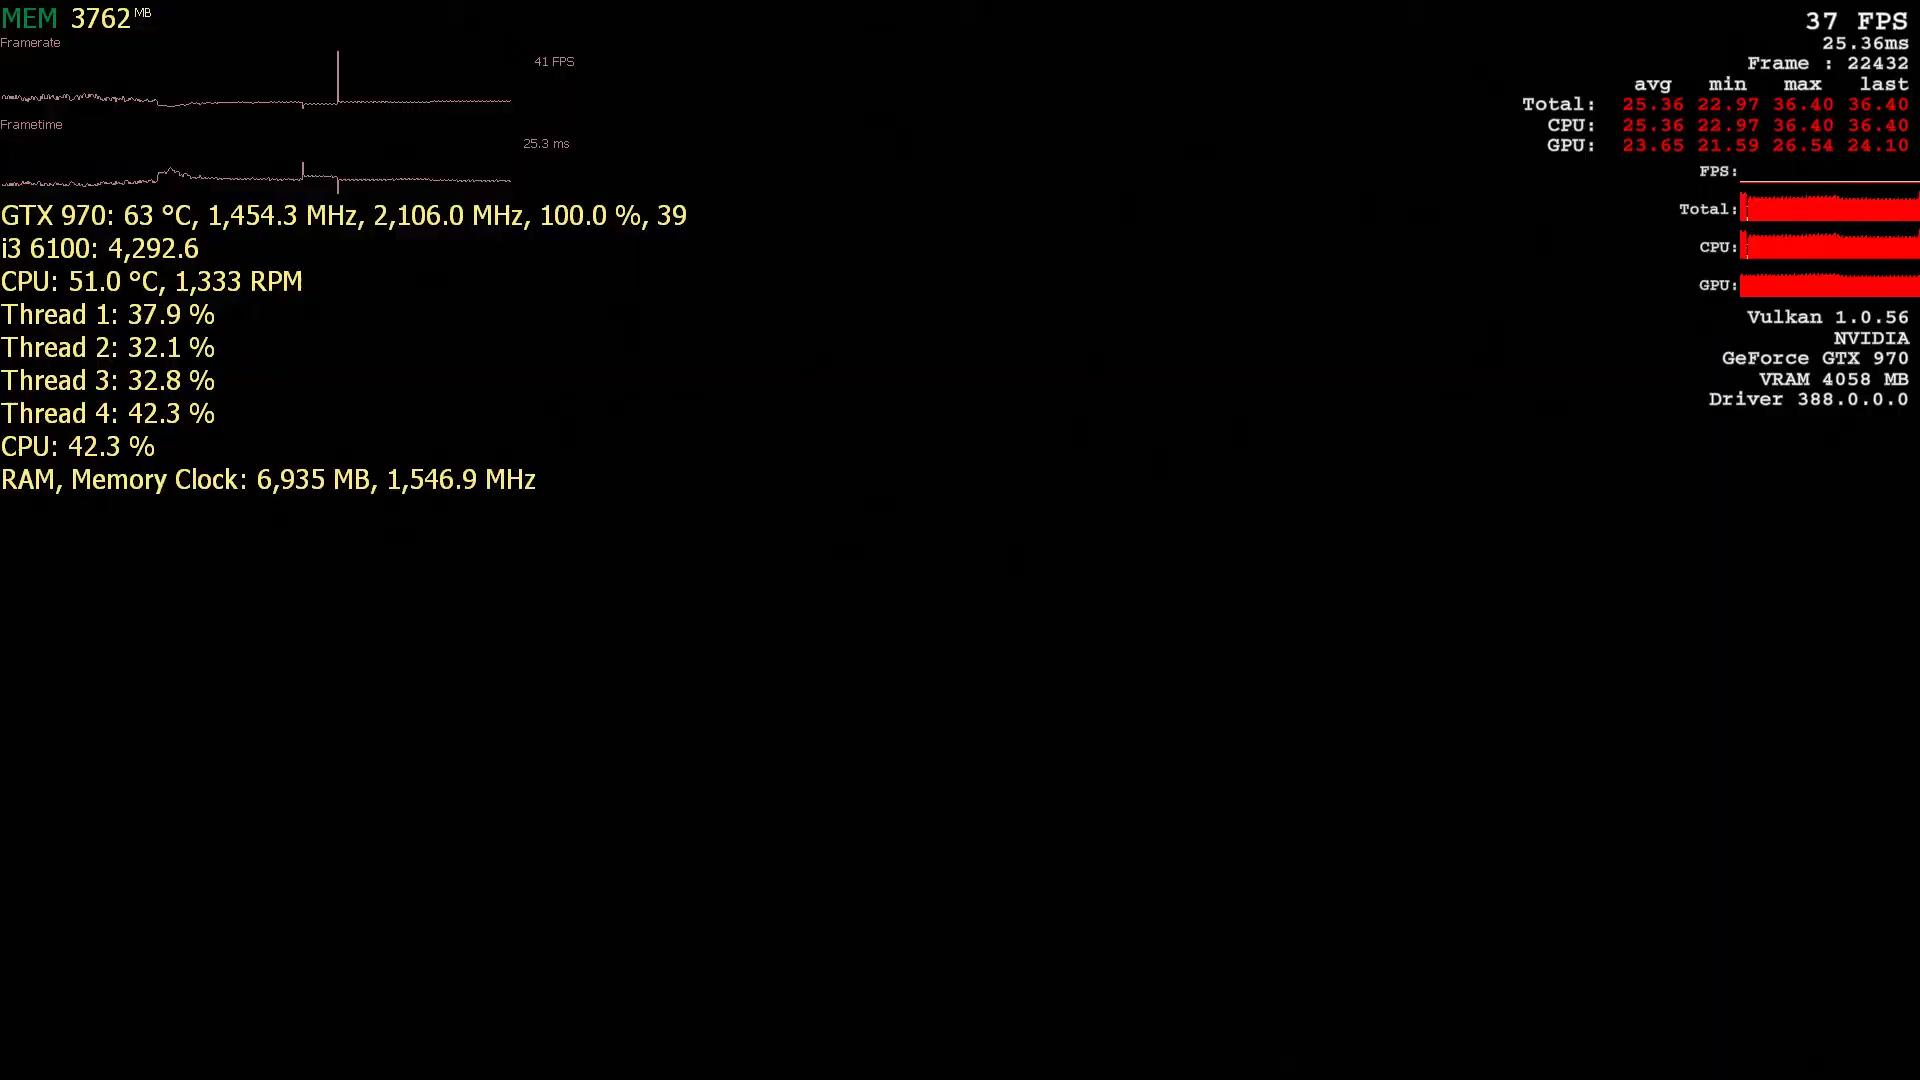 MEM 3762 MB
Framerate
41 FPS
Frametime
25.3 ms
GTX 970: 63 °C, 1,454.3 MHz, 2,106.0 MHz, 100.0 %, 39
i3 6100: 4,292.6
CPU: 51.0 °C, 1,333 RPM
Thread 1: 37.9 %
Thread 2: 32.1 %
Thread 3: 32.8 %
Thread 4: 42.3 %
CPU: 42.3 %
RAM, Memory Clock: 6,935 MB, 1,546.9 MHz
37 FPS
25.36ms
Frame : 22432
avg min max last
Total: 25.36 22.97 36.40 36.40
CPU: 25.36 22.97 36.40 36.40
GPU: 23.65 21.59 26.54 24.10
FPS:
Total:
CPU:
GPU:
Vulkan 1.0.56
NVIDIA
GeForce GTX 970
VRAM 4058 MB
Driver 388.0.0.0